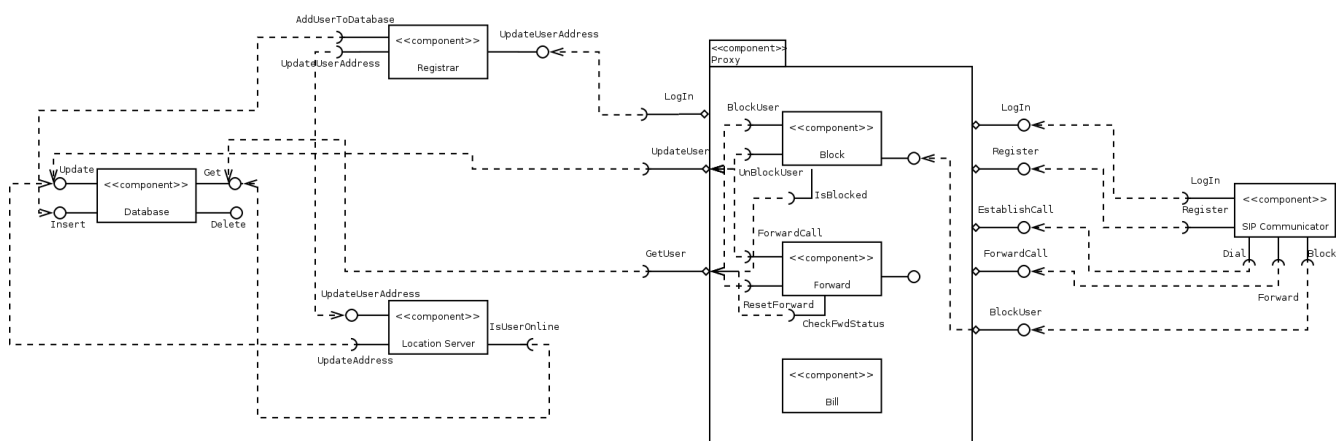 AddUserToDatabase
<<component>>
Registrar
UpdateUserAddress
UpdateUserAddress
<<component>>
Proxy
LogIn
BlockUser
<<component>>
Block
LogIn
UpdateUser
UnBlockUser
IsBlocked
Register
LogIn
Register
<<component>>
SIP Communicator
Update
<<component>>
Database
Get
Insert
Delete
EstablishCall
Dial
Block
Forward
GetUser
ForwardCall
<<component>>
Forward
ForwardCall
ResetForward
CheckFwdStatus
BlockUser
UpdateUserAddress
<<component>>
Location Server
IsUserOnline
UpdateAddress
<<component>>
Bill